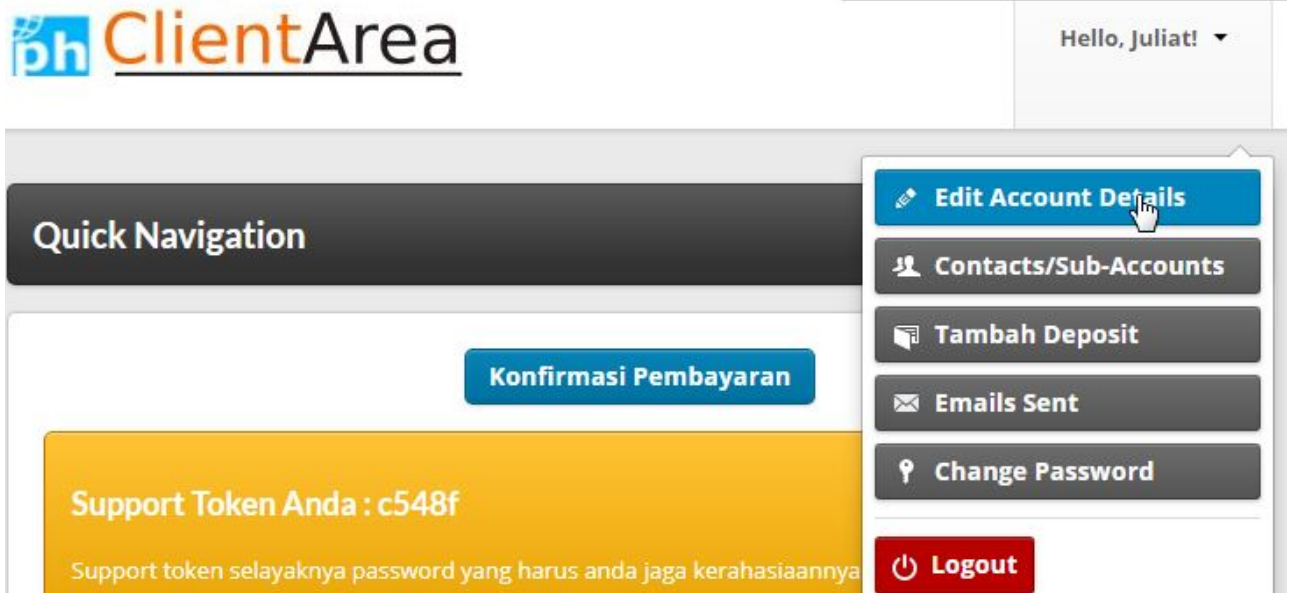 ph ClientArea
Hello, Juliat!
Quick Navigation
Edit Account Details
Contacts/Sub-Accounts
Tambah Deposit
Emails Sent
Change Password
Logout
Konfirmasi Pembayaran
Support Token Anda : c548f
Support token selayaknya password yang harus anda jaga kerahasiaannya